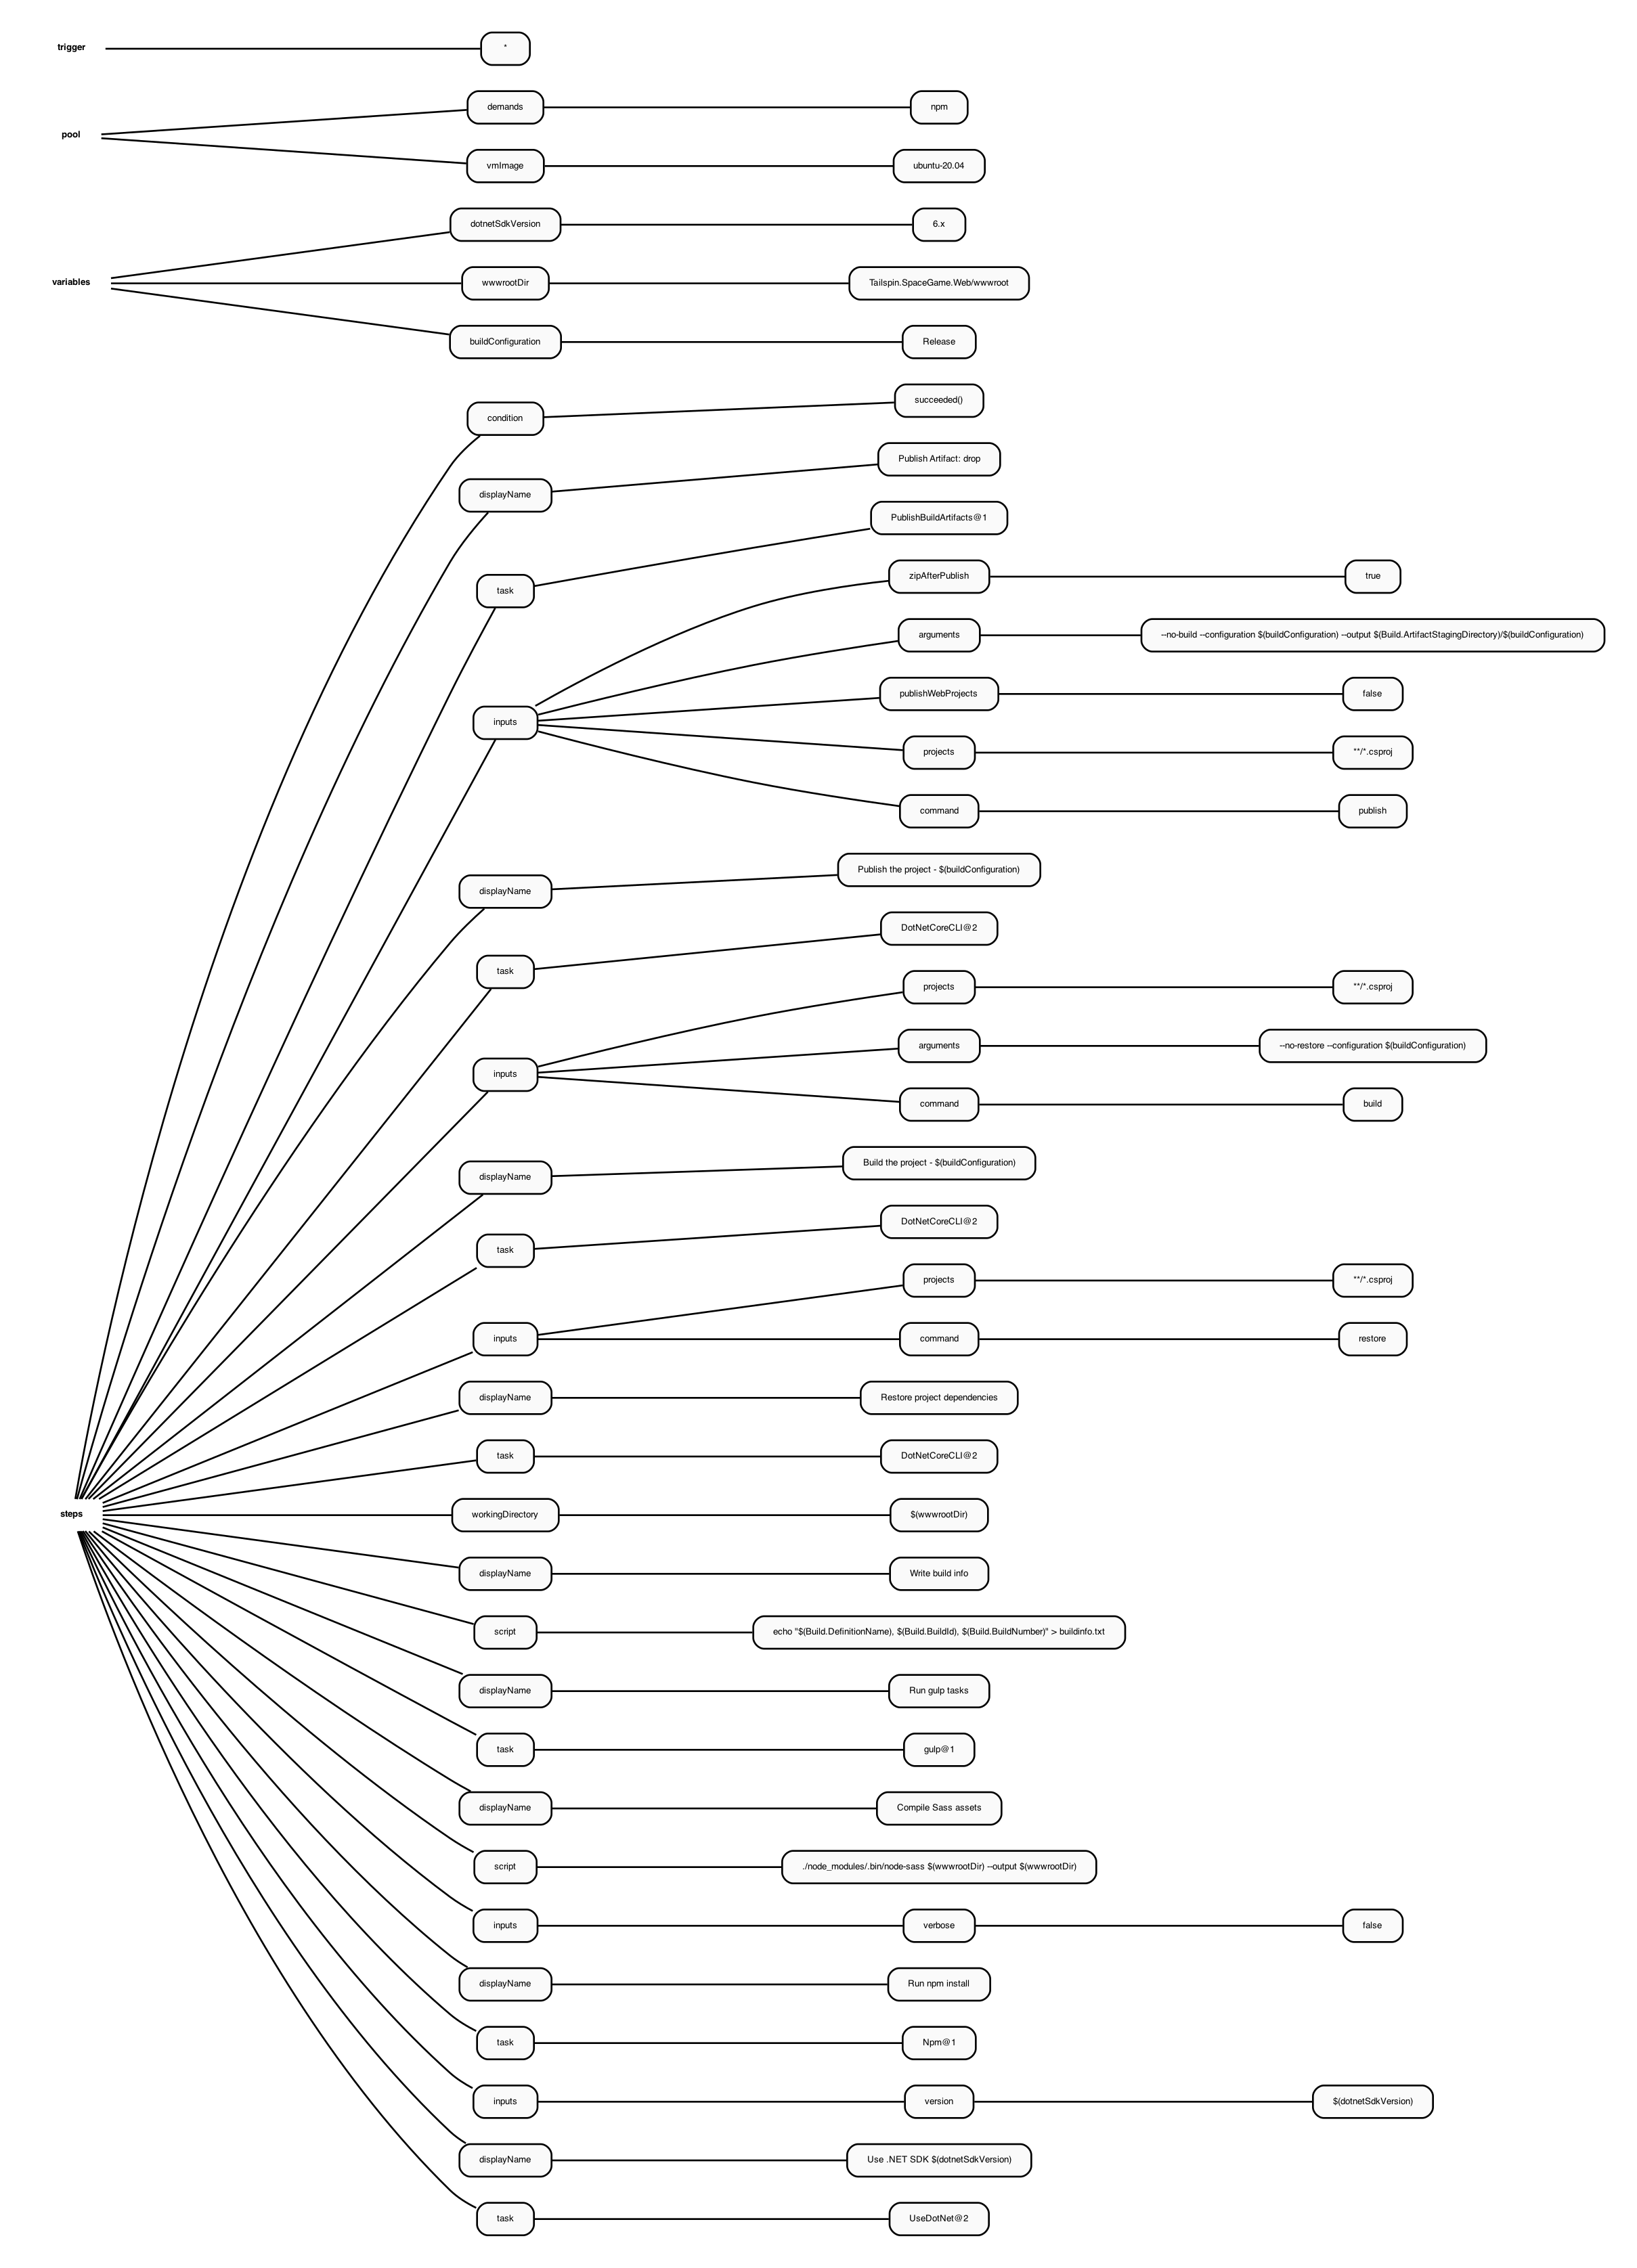 trigger
*
demands
npm
pool
vmImage
ubuntu-20.04
dotnetSdkVersion
6.x
variables
wwwrootDir
Tailspin.SpaceGame.Web/wwwroot
buildConfiguration
Release
condition
succeeded()
displayName
Publish Artifact: drop
task
PublishBuildArtifacts@1
inputs
zipAfterPublish
true
arguments
--no-build --configuration $(buildConfiguration) --output $(Build.ArtifactStagingDirectory)/$(buildConfiguration)
publishWebProjects
false
projects
**/*.csproj
command
publish
displayName
Publish the project - $(buildConfiguration)
task
DotNetCoreCLI@2
inputs
projects
**/*.csproj
arguments
--no-restore --configuration $(buildConfiguration)
command
build
displayName
Build the project - $(buildConfiguration)
task
DotNetCoreCLI@2
inputs
projects
**/*.csproj
command
restore
displayName
Restore project dependencies
task
DotNetCoreCLI@2
steps
workingDirectory
$(wwwrootDir)
displayName
Write build info
script
echo "$(Build.DefinitionName), $(Build.BuildId), $(Build.BuildNumber)" > buildinfo.txt
displayName
Run gulp tasks
task
gulp@1
displayName
Compile Sass assets
script
./node_modules/.bin/node-sass $(wwwrootDir) --output $(wwwrootDir)
inputs
verbose
false
displayName
Run npm install
task
Npm@1
inputs
version
$(dotnetSdkVersion)
displayName
Use .NET SDK $(dotnetSdkVersion)
task
UseDotNet@2